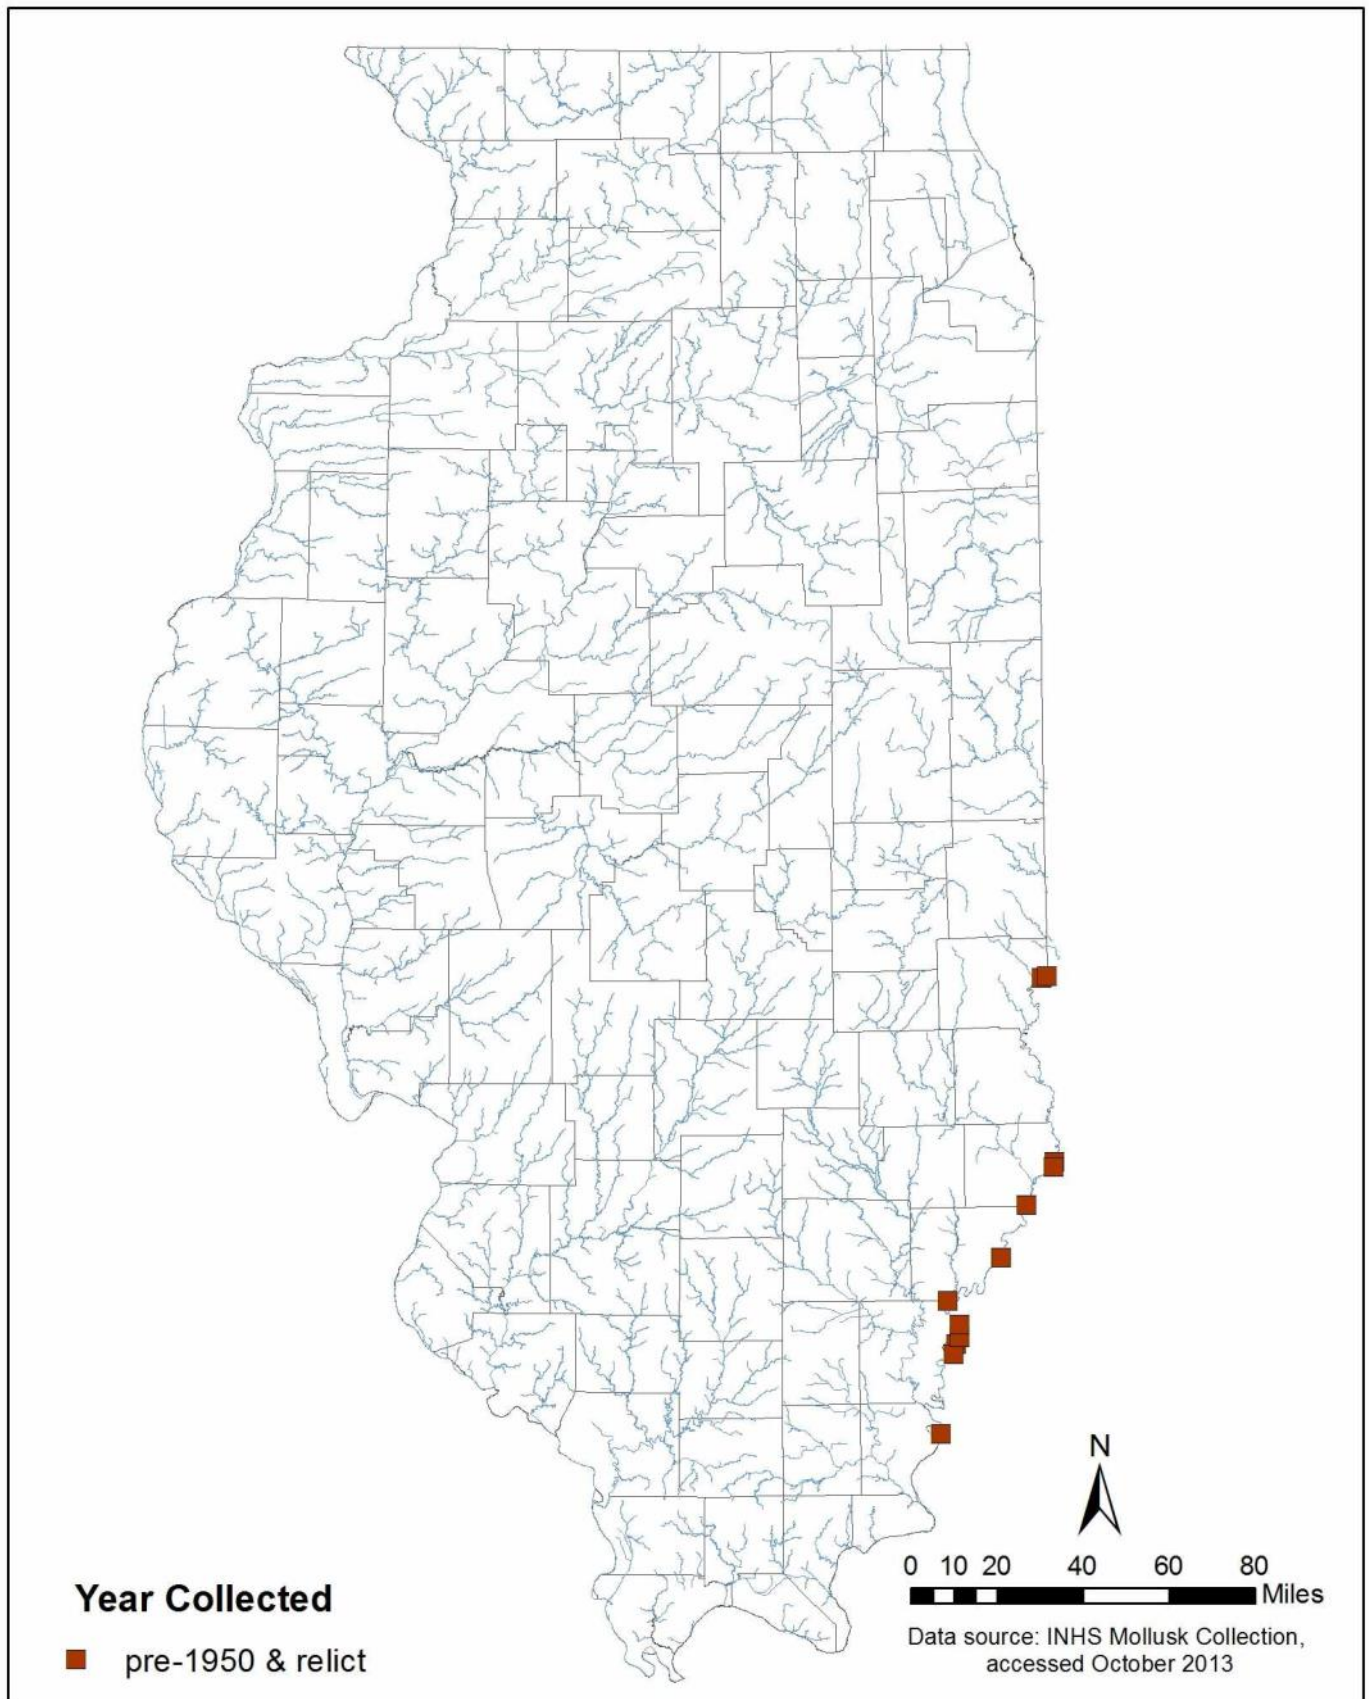 N
0 10 20 40 60 80
Miles
Year Collected
pre-1950 & relict
Data source: INHS Mollusk Collection,
accessed October 2013